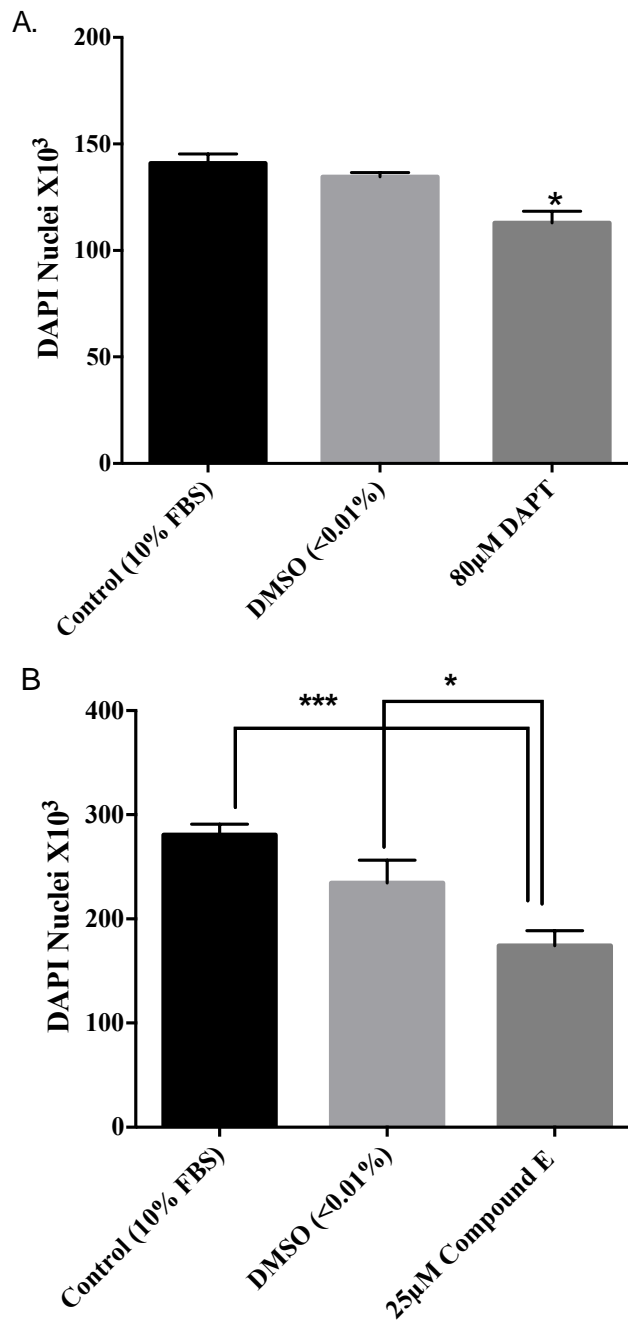 A.
DAPI Nuclei X10³
200
150
100
50
0
*
Control (10% FBS)
DMSO (<0.01%)
80µM DAPT
B
DAPI Nuclei X10³
400
300
200
100
0
***
*
Control (10% FBS)
DMSO (<0.01%)
25µM Compound E